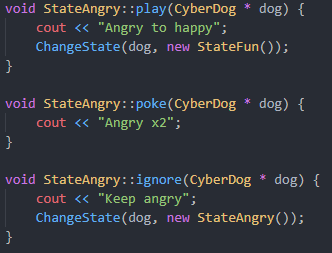 void StateAngry::play(CyberDog * dog) {
    cout << "Angry to happy";
    ChangeState(dog, new StateFun());
}

void StateAngry::poke(CyberDog * dog) {
    cout << "Angry x2";
}

void StateAngry::ignore(CyberDog * dog) {
    cout << "Keep angry";
    ChangeState(dog, new StateAngry());
}